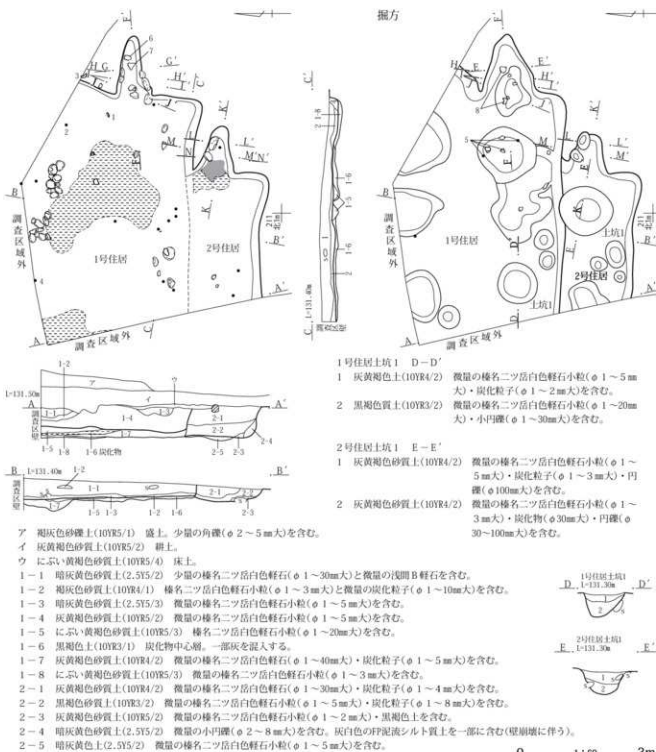 掘方
1号住居
2号住居
調査区域外
調査区域外
1号住居
2号住居
土坑1
土坑1
調査区域外
調査区域外
L=131.40m
調査区壁
1号住居土坑1　D－D′
1　灰黄褐色土(10YR4/2)　微量の榛名二ツ岳白色軽石小粒(φ1～5mm
大)・炭化粒子(φ1～2mm大)を含む。
2　黒褐色質土(10YR3/2)　微量の榛名二ツ岳白色軽石小粒(φ1～20mm
大)・小円礫(φ1～30mm大)を含む。
2号住居土坑1　E－E′
1　灰黄褐色砂質土(10YR4/2)　微量の榛名二ツ岳白色軽石小粒(φ1～
5mm大)・炭化粒子(φ1～3mm大)・円
礫(φ100mm大)を含む。
2　灰黄褐色砂質土(10YR4/2)　微量の榛名二ツ岳白色軽石小粒(φ1～
3mm大)・炭化物(φ30mm大)・円礫(φ
30～100mm大)を含む。
L=131.50m
調査区壁
1-6 炭化物
L=131.40m
調査区壁
ア　褐灰色砂礫土(10YR5/1)　盛土。少量の角礫(φ2～5mm大)を含む。
イ　灰黄褐色砂質土(10YR5/2)　耕土。
ウ　にぶい黄褐色砂質土(10YR5/4)　床土。
1－1　暗灰黄色砂質土(2.5Y5/2)　少量の榛名二ツ岳白色軽石(φ1～30mm大)と微量の浅間B軽石を含む。
1－2　褐灰色砂質土(10YR4/1)　榛名二ツ岳白色軽石小粒(φ1～3mm大)と微量の炭化粒子(φ1～10mm大)を含む。
1－3　暗灰黄色砂質土(2.5Y5/3)　微量の榛名二ツ岳白色軽石小粒(φ1～5mm大)を含む。
1－4　灰黄褐色砂質土(10YR5/2)　微量の榛名二ツ岳白色軽石小粒(φ1～5mm大)を含む。
1－5　にぶい黄褐色砂質土(10YR5/3)　榛名二ツ岳白色軽石小粒(φ1～20mm大)を含む。
1－6　黒褐色土(10YR3/1)　炭化物中心層。一部灰を混入する。
1－7　灰黄褐色砂質土(10YR4/2)　微量の榛名二ツ岳白色軽石小粒(φ1～40mm大)・炭化粒子(φ1～5mm大)を含む。
1－8　にぶい黄褐色砂質土(10YR5/3)　微量の榛名二ツ岳白色軽石小粒(φ1～3mm大)を含む。
2－1　灰黄褐色砂質土(10YR4/2)　微量の榛名二ツ岳白色軽石小粒(φ1～30mm大)・炭化粒子(φ1～4mm大)を含む。
2－2　黒褐色砂質土(10YR3/2)　微量の榛名二ツ岳白色軽石小粒(φ1～5mm大)・炭化粒子(φ1～8mm大)を含む。
2－3　灰黄褐色砂質土(10YR5/2)　微量の榛名二ツ岳白色軽石小粒(φ1～2mm大)・黒褐色土を含む。
2－4　暗灰黄色砂質土(2.5Y5/2)　微量の小円礫(φ2～8mm大)を含む。灰白色のFP泥流シルト質土を一部に含む(壁崩壊に伴う)。
2－5　暗灰黄色土(2.5Y5/2)　微量の榛名二ツ岳白色軽石小粒(φ1～5mm大)を含む。
1号住居土坑1
D　L=131.30m　D′
2号住居土坑1
E　L=131.30m　E′
0　1:60　3m